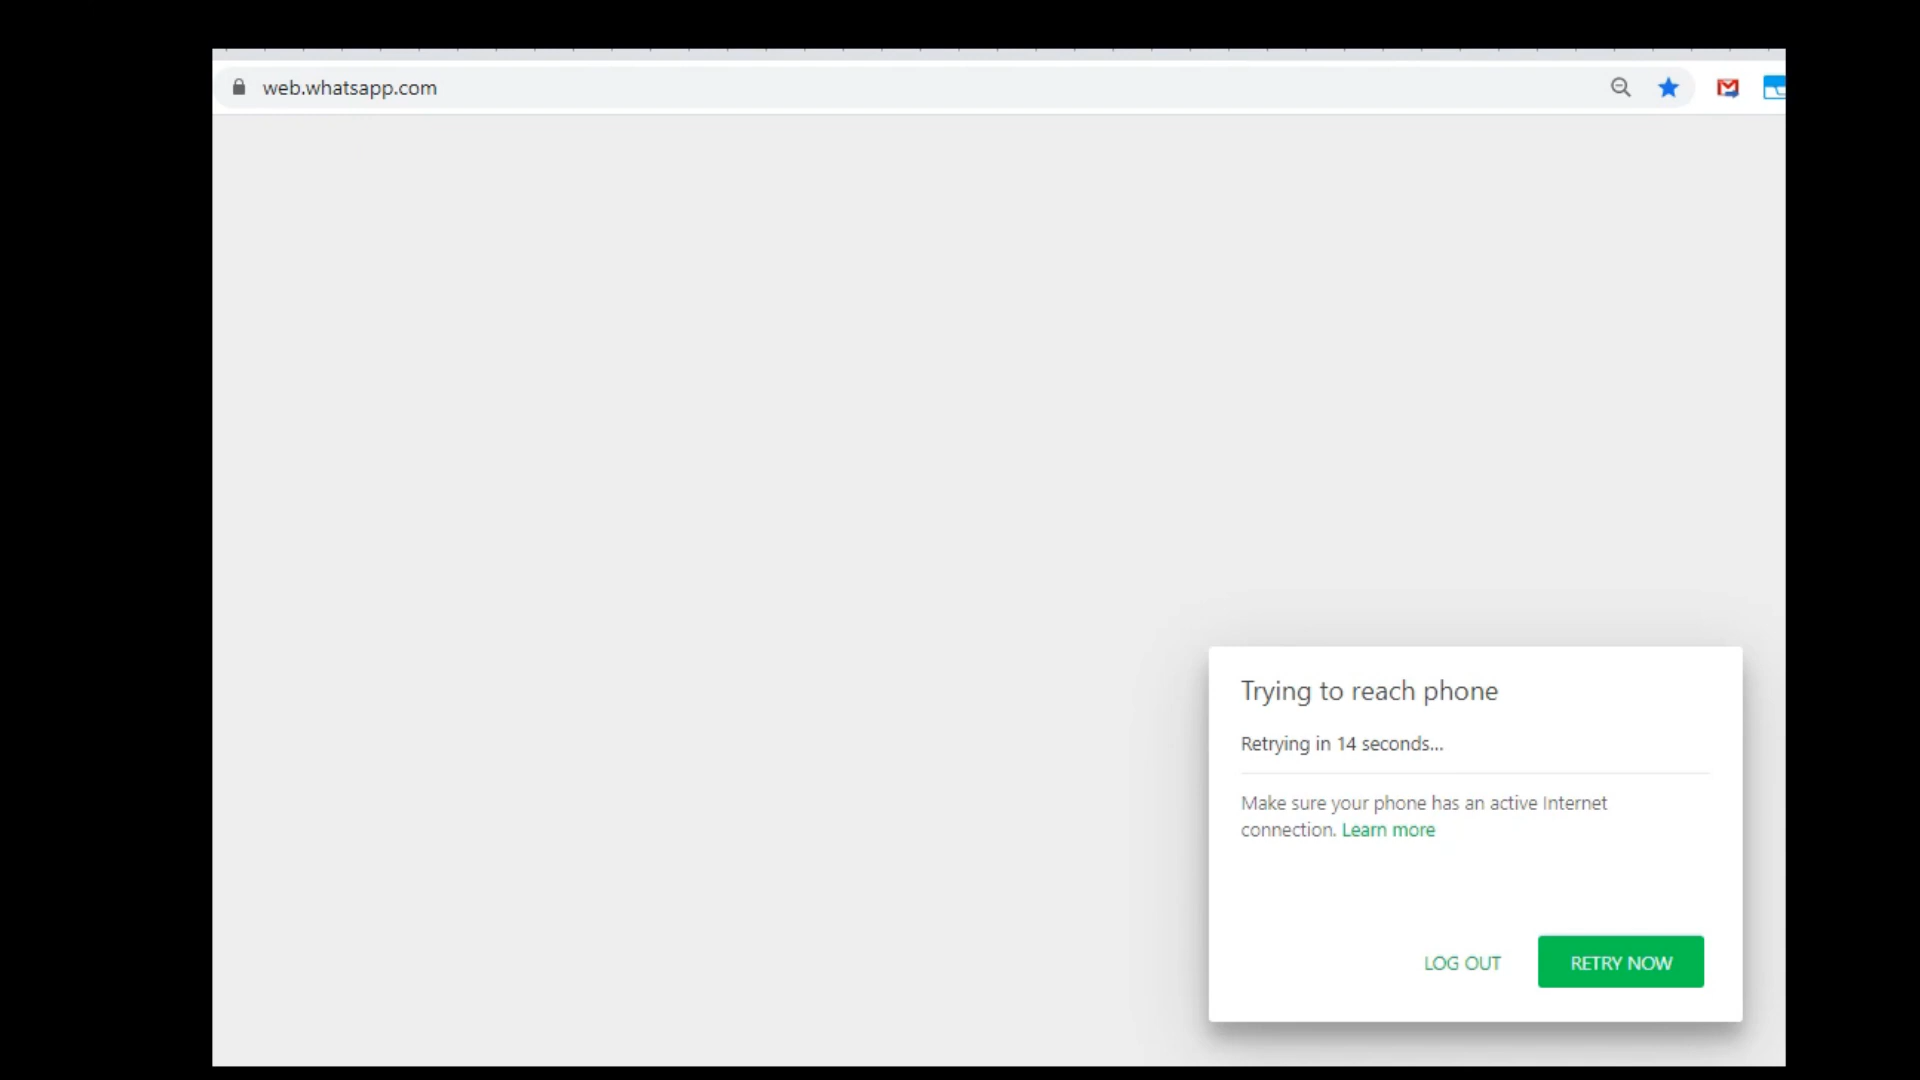 web.whatsapp.com
Trying to reach phone
Retrying in 14 seconds...
Make sure your phone has an active Internet
connection. Learn more
LOG OUT
RETRY NOW